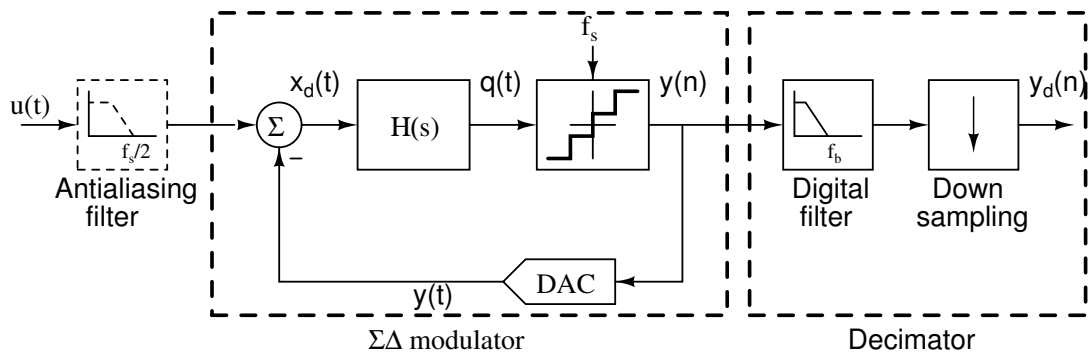 f_s
x_d(t)
q(t)
y(n)
y_d(n)
u(t)
Σ
H(s)
f_s/2
f_b
−
Antialiasing
filter
Digital
filter
Down
sampling
DAC
y(t)
ΣΔ modulator
Decimator